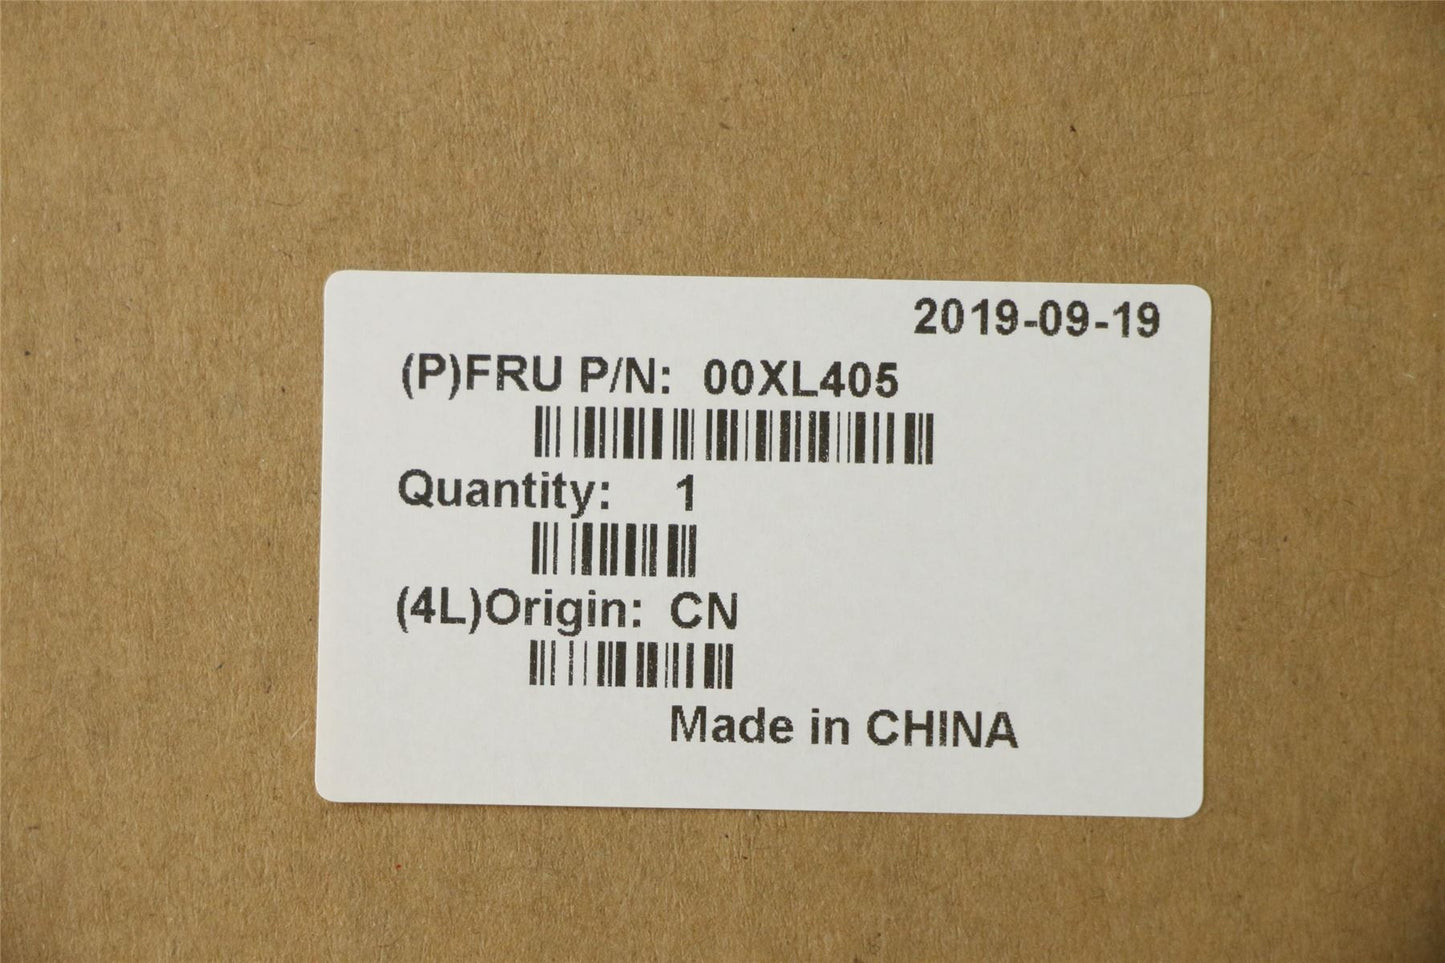 2019-09-19
(P)FRU P/N: 00XL405
Quantity: 1
(4L)Origin: CN
Made in CHINA